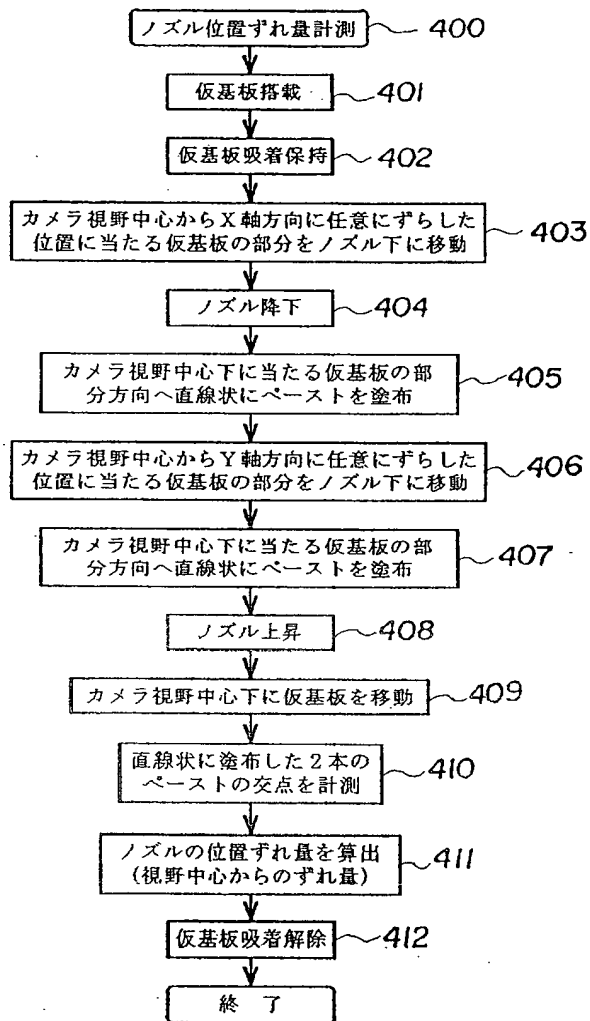 ノズル位置ずれ量計測 400
仮基板搭載 401
仮基板吸着保持 402
カメラ視野中心からX軸方向に任意にずらした
位置に当たる仮基板の部分をノズル下に移動 403
ノズル降下 404
カメラ視野中心下に当たる仮基板の部
分方向へ直線状にペーストを塗布 405
カメラ視野中心からY軸方向に任意にずらした
位置に当たる仮基板の部分をノズル下に移動 406
カメラ視野中心下に当たる仮基板の部
分方向へ直線状にペーストを塗布 407
ノズル上昇 408
カメラ視野中心下に仮基板を移動 409
直線状に塗布した2本の
ペーストの交点を計測 410
ノズルの位置ずれ量を算出
(視野中心からのずれ量) 411
仮基板吸着解除 412
終 了